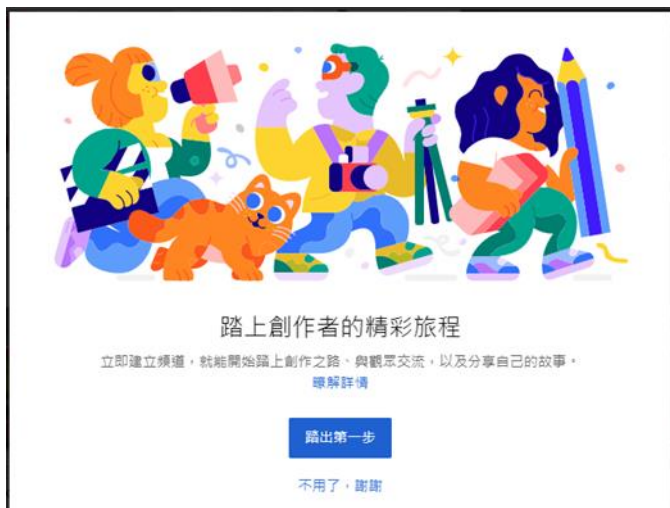 踏上創作者的精彩旅程
立即建立頻道，就能開始踏上創作之路、與觀眾交流，以及分享自己的故事。
瞭解詳情
踏出第一步
不用了，謝謝